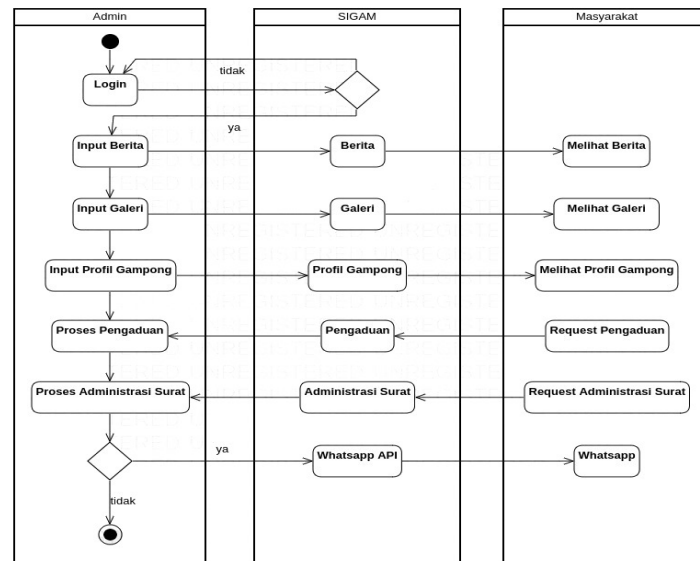 Admin
SIGAM
Masyarakat
Login
tidak
ya
Input Berita
Berita
Melihat Berita
Input Galeri
Galeri
Melihat Galeri
Input Profil Gampong
Profil Gampong
Melihat Profil Gampong
Proses Pengaduan
Pengaduan
Request Pengaduan
Proses Administrasi Surat
Administrasi Surat
Request Administrasi Surat
ya
Whatsapp API
Whatsapp
tidak